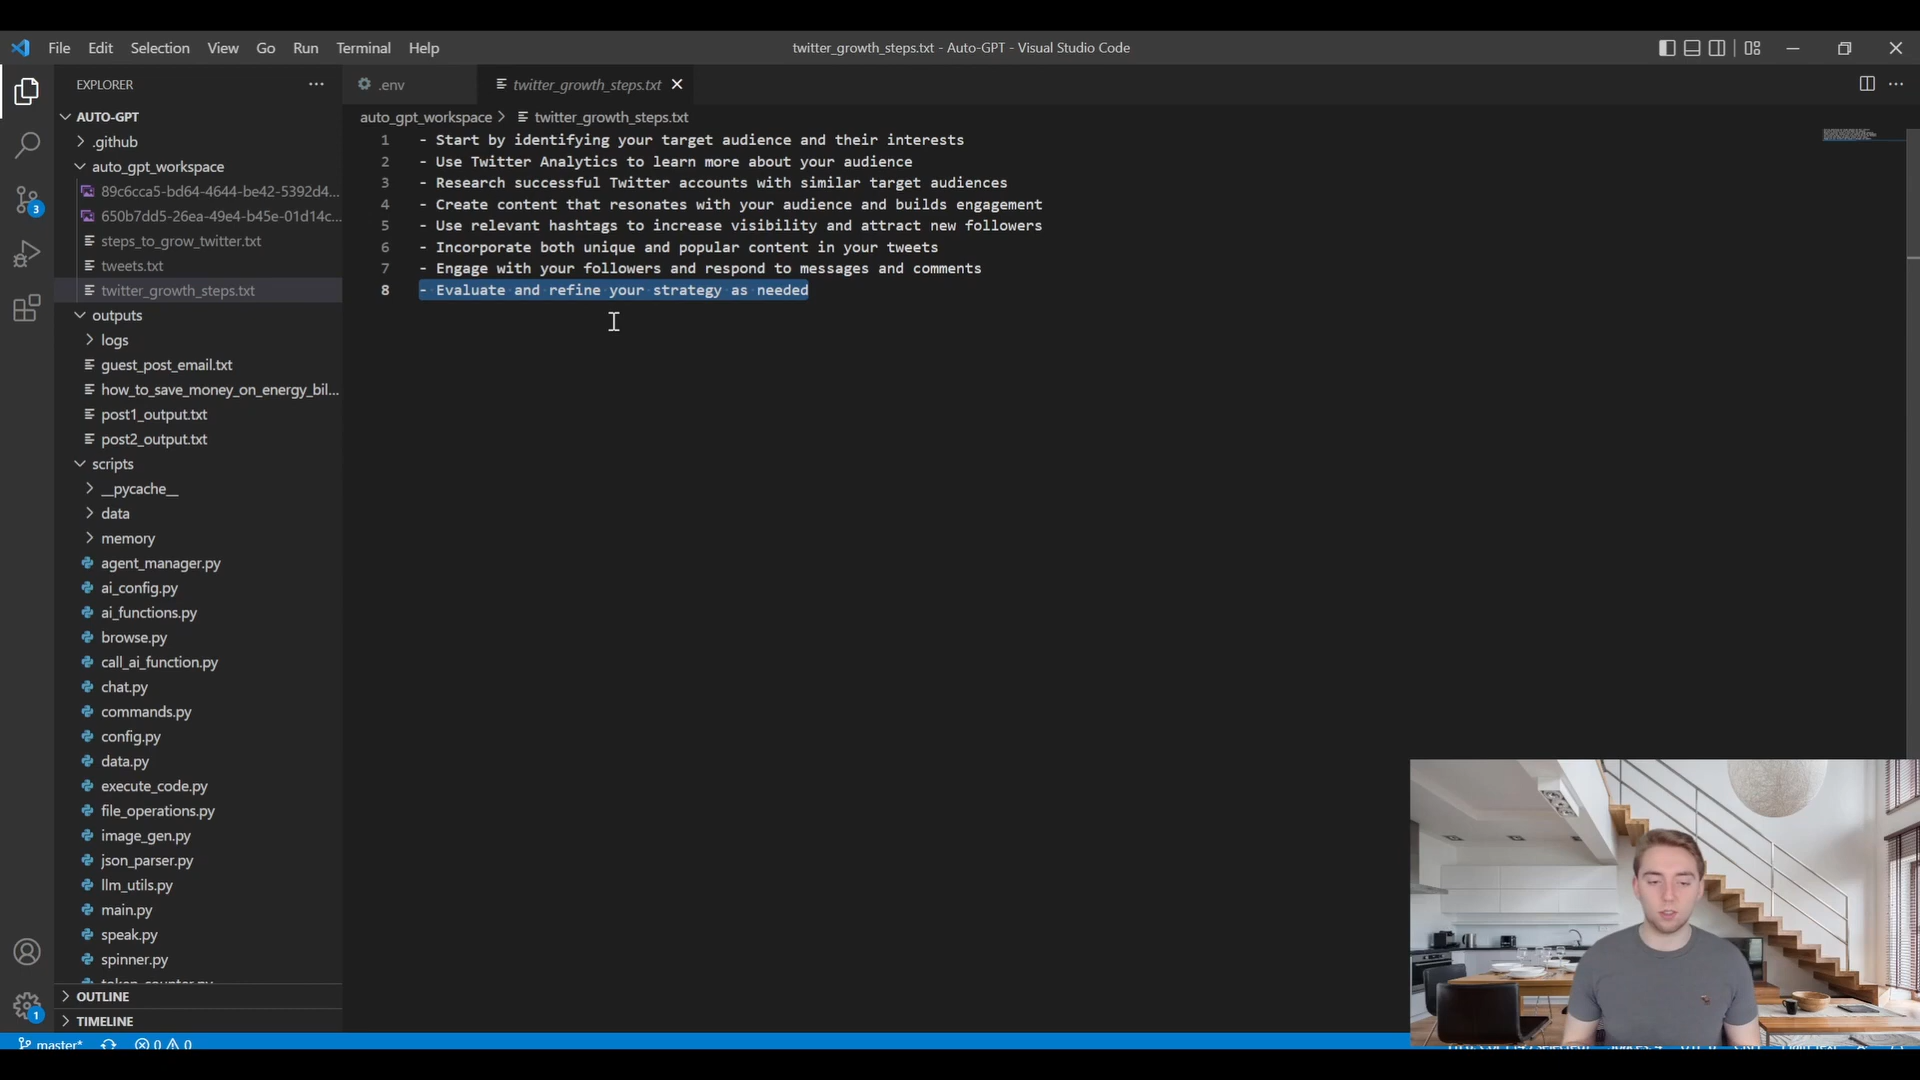 File Edit Selection View Go Run Terminal Help
twitter_growth_steps.txt - Auto-GPT - Visual Studio Code
EXPLORER
.env
twitter_growth_steps.txt
AUTO-GPT
.github
auto_gpt_workspace
89c6cca5-bd64-4644-be42-5392d4...
650b7dd5-26ea-49e4-b45e-01d14c...
steps_to_grow_twitter.txt
tweets.txt
twitter_growth_steps.txt
outputs
logs
guest_post_email.txt
how_to_save_money_on_energy_bil...
post1_output.txt
post2_output.txt
scripts
__pycache__
data
memory
agent_manager.py
ai_config.py
ai_functions.py
browse.py
call_ai_function.py
chat.py
commands.py
config.py
data.py
execute_code.py
file_operations.py
image_gen.py
json_parser.py
llm_utils.py
main.py
speak.py
spinner.py
token_counter.py
OUTLINE
TIMELINE
3
1
auto_gpt_workspace > twitter_growth_steps.txt
1 - Start by identifying your target audience and their interests
2 - Use Twitter Analytics to learn more about your audience
3 - Research successful Twitter accounts with similar target audiences
4 - Create content that resonates with your audience and builds engagement
5 - Use relevant hashtags to increase visibility and attract new followers
6 - Incorporate both unique and popular content in your tweets
7 - Engage with your followers and respond to messages and comments
8 - Evaluate and refine your strategy as needed
master* 0 0